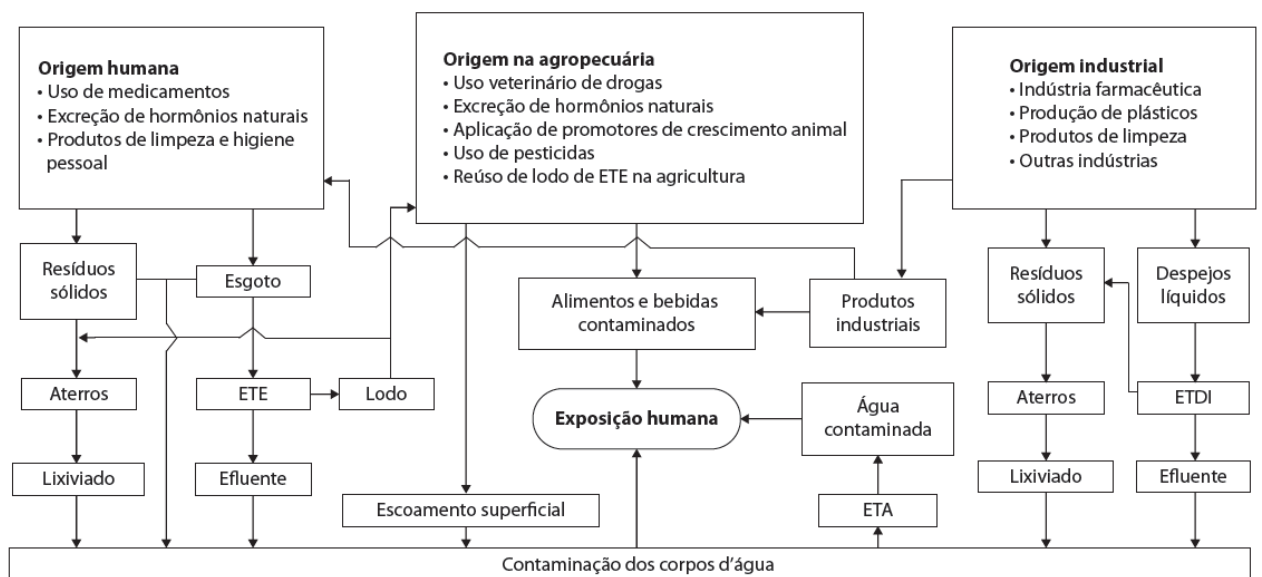 Origem humana
• Uso de medicamentos
• Excreção de hormônios naturais
• Produtos de limpeza e higiene
pessoal
Origem na agropecuária
• Uso veterinário de drogas
• Excreção de hormônios naturais
• Aplicação de promotores de crescimento animal
• Uso de pesticidas
• Reúso de lodo de ETE na agricultura
Origem industrial
• Indústria farmacêutica
• Produção de plásticos
• Produtos de limpeza
• Outras indústrias
Resíduos
sólidos
Esgoto
Alimentos e bebidas
contaminados
Produtos
industriais
Resíduos
sólidos
Despejos
líquidos
Aterros
ETE
Lodo
Exposição humana
Água
contaminada
Aterros
ETDI
Lixiviado
Efluente
Escoamento superficial
ETA
Lixiviado
Efluente
Contaminação dos corpos d’água